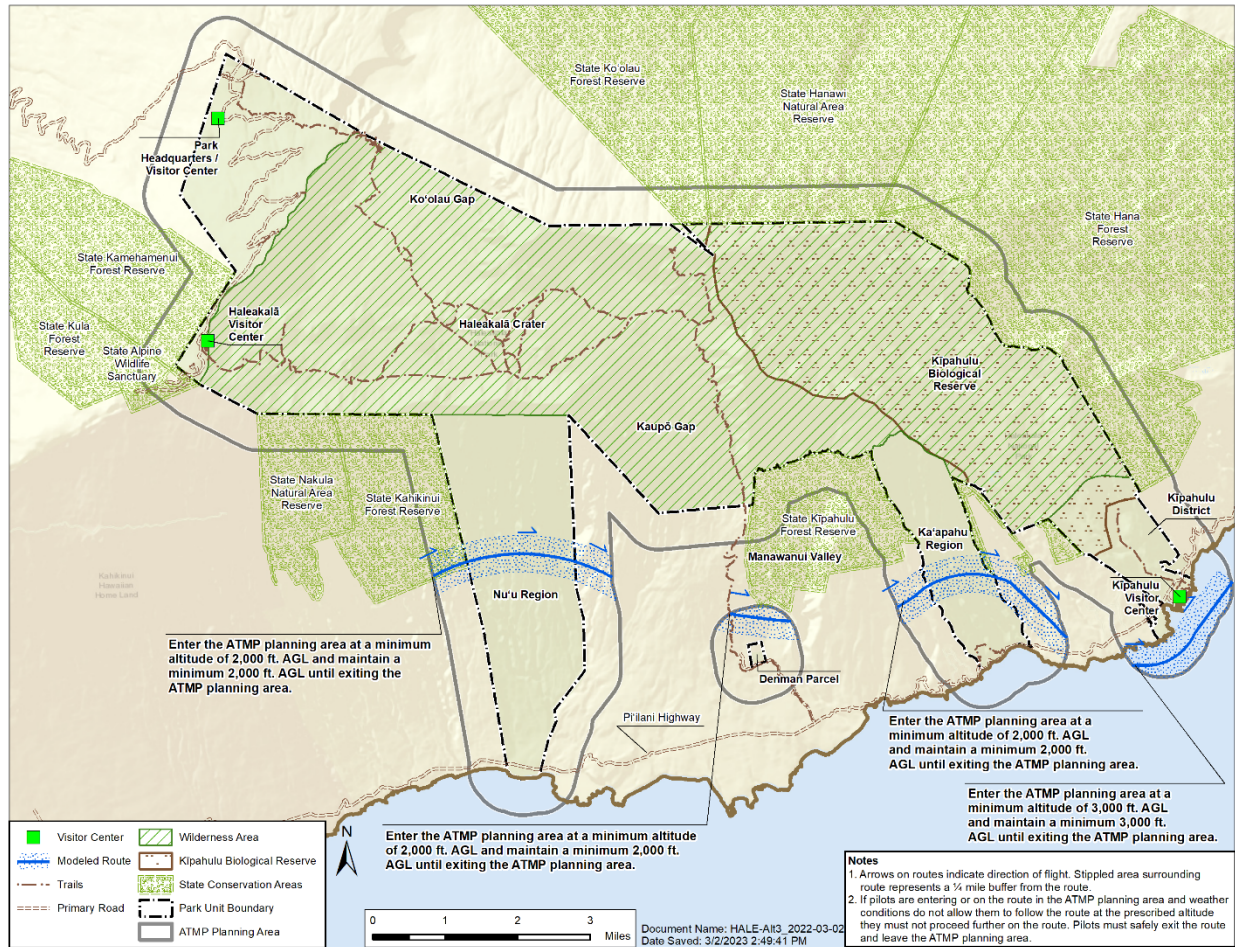 State Koʻolau
Forest Reserve
State Hanawi
Natural Area
Reserve
Park
Headquarters /
Visitor Center
Koʻolau Gap
State Hana
Forest
Reserve
State Kamehamenui
Forest Reserve
Haleakalā
Visitor
Center
Haleakalā Crater
State Kula
Forest
Reserve
State Alpine
Wildlife
Sanctuary
Kīpahulu
Biological
Reserve
Kaupō Gap
State Nakula
Natural Area
Reserve
State Kahikinui
Forest Reserve
State Kīpahulu
Forest Reserve
Manawainui Valley
Kaʻapahu
Region
Kīpahulu
District
Kahikinui
Hawaiian
Home Land
Nuʻu Region
Kīpahulu
Visitor
Center
Enter the ATMP planning area at a minimum
altitude of 2,000 ft. AGL and maintain a
minimum 2,000 ft. AGL until exiting the
ATMP planning area.
Denman Parcel
Piʻilani Highway
Enter the ATMP planning area at a
minimum altitude of 2,000 ft. AGL
and maintain a minimum 2,000 ft.
AGL until exiting the ATMP planning area.
Enter the ATMP planning area at a
minimum altitude of 3,000 ft. AGL
and maintain a minimum 3,000 ft.
AGL until exiting the ATMP planning area.
Enter the ATMP planning area at a minimum altitude
of 2,000 ft. AGL and maintain a minimum 2,000 ft.
AGL until exiting the ATMP planning area.
Visitor Center
Modeled Route
Trails
Primary Road
Wilderness Area
Kīpahulu Biological Reserve
State Conservation Areas
Park Unit Boundary
ATMP Planning Area
N
0 1 2 3
Miles
Document Name: HALE-Alt3_2022-03-02
Date Saved: 3/2/2023 2:49:41 PM
Notes
1. Arrows on routes indicate direction of flight. Stippled area surrounding
route represents a ¼ mile buffer from the route.
2. If pilots are entering or on the route in the ATMP planning area and weather
conditions do not allow them to follow the route at the prescribed altitude
they must not proceed further on the route. Pilots must safely exit the route
and leave the ATMP planning area.